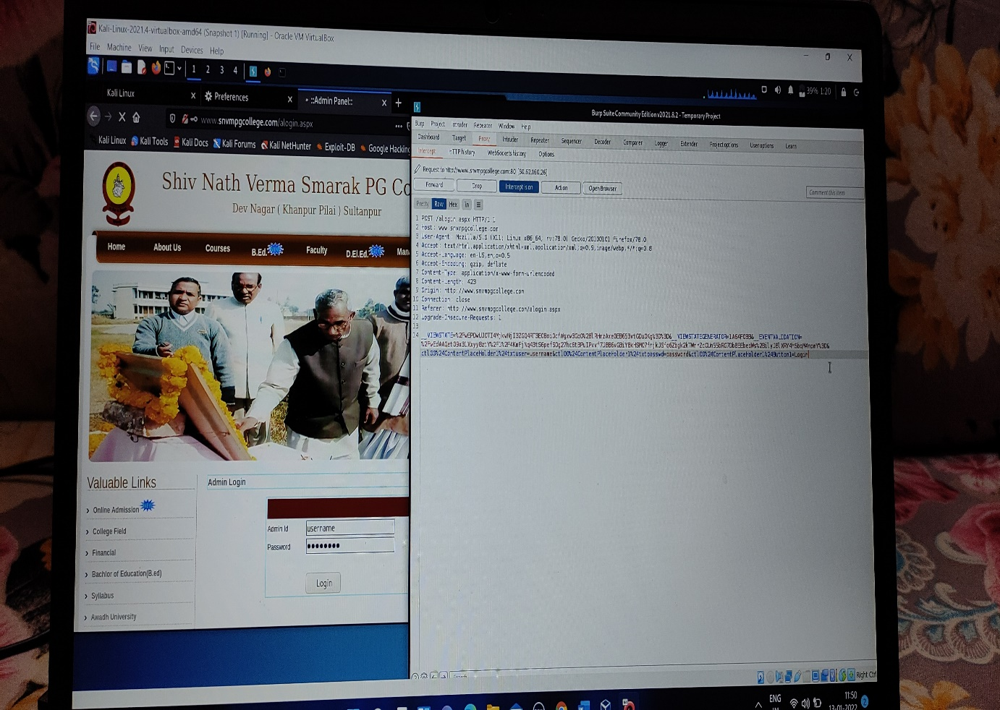 Kali-Linux-2021.4-virtualbox-amd64 (Snapshot 1) [Running] - Oracle VM VirtualBox
File Machine View Input Devices Help
1 2 3 4
39% 1:20
Kali Linux Preferences ::Admin Panel::
www.snvmpgcollege.com/alogin.aspx
Kali Linux Kali Tools Kali Docs Kali Forums Kali NetHunter Exploit-DB Google Hacking
Shiv Nath Verma Smarak PG Co
Dev Nagar ( Khanpur Pilai ) Sultanpur
Home About Us Courses B.Ed. Faculty D.El.Ed. Man
Valuable Links
Online Admission
College Field
Financial
Bachlor of Education(B.ed)
Syllabus
Awadh University
Admin Login
Admin Id username
Password ••••••••
Login
Burp Suite Community Edition v2021.8.2 - Temporary Project
Burp Project Intruder Repeater Window Help
Dashboard Target Proxy Intruder Repeater Sequencer Decoder Comparer Logger Extender Project options User options Learn
Intercept HTTP history WebSockets history Options
Request to http://www.snvmpgcollege.com:80 [50.62.160.26]
Forward Drop Intercept is on Action Open Browser
Comment this item
Pretty Raw Hex \n
1 POST /alogin.aspx HTTP/1.1
2 Host: www.snvmpgcollege.com
3 User-Agent: Mozilla/5.0 (X11; Linux x86_64; rv:78.0) Gecko/20100101 Firefox/78.0
4 Accept: text/html,application/xhtml+xml,application/xml;q=0.9,image/webp,*/*;q=0.8
5 Accept-Language: en-US,en;q=0.5
6 Accept-Encoding: gzip, deflate
7 Content-Type: application/x-www-form-urlencoded
8 Content-Length: 423
9 Origin: http://www.snvmpgcollege.com
10 Connection: close
11 Referer: http://www.snvmpgcollege.com/alogin.aspx
12 Upgrade-Insecure-Requests: 1
13
14 __VIEWSTATE= &__VIEWSTATEGENERATOR= &__EVENTVALIDATION=
ctl00%24ContentPlaceHolder1%24txtuser=username&ctl00%24ContentPlaceHolder1%24txtpasswd=password&ctl00%24ContentPlaceHolder1%24Button1=Login
Search
Right Ctrl
ENG
IN
11:50
13-01-2022
2